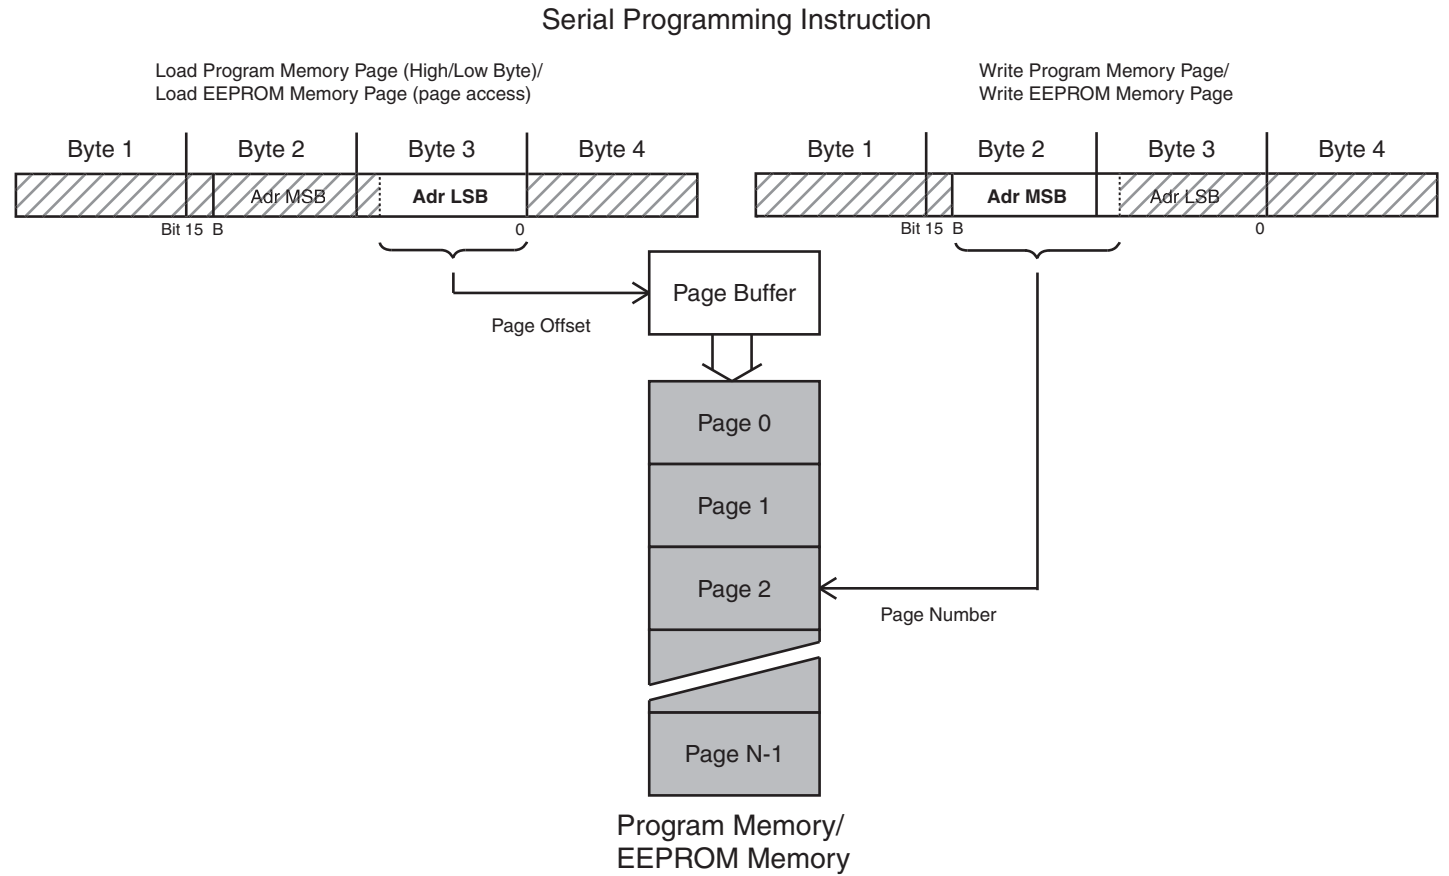 Serial Programming Instruction
Load Program Memory Page (High/Low Byte)/
Load EEPROM Memory Page (page access)
Write Program Memory Page/
Write EEPROM Memory Page
Byte 1 Byte 2 Byte 3 Byte 4
Byte 1 Byte 2 Byte 3 Byte 4
Adr MSB Adr LSB
Adr MSB Adr LSB
Bit 15 B 0
Bit 15 B 0
Page Buffer
Page Offset
Page 0
Page 1
Page 2
Page Number
Page N-1
Program Memory/
EEPROM Memory